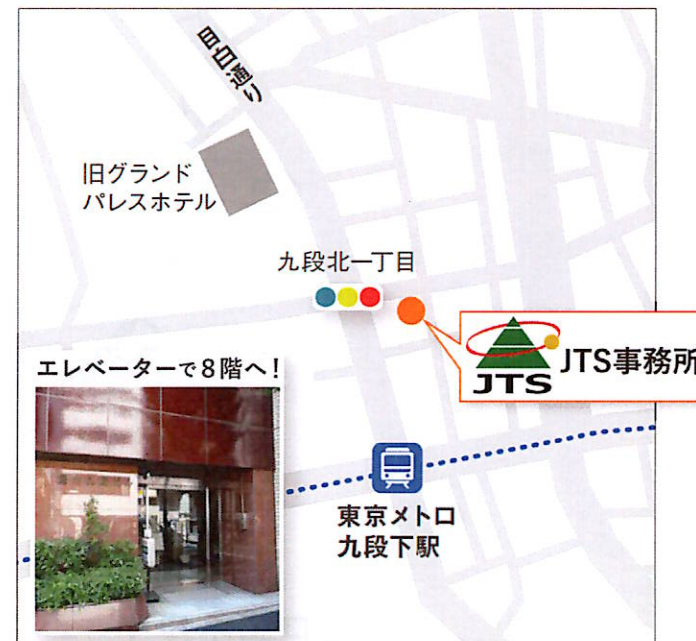 目白通り
旧グランド
パレスホテル
九段北一丁目
JTS
JTS事務所
エレベーターで8階へ!
東京メトロ
九段下駅